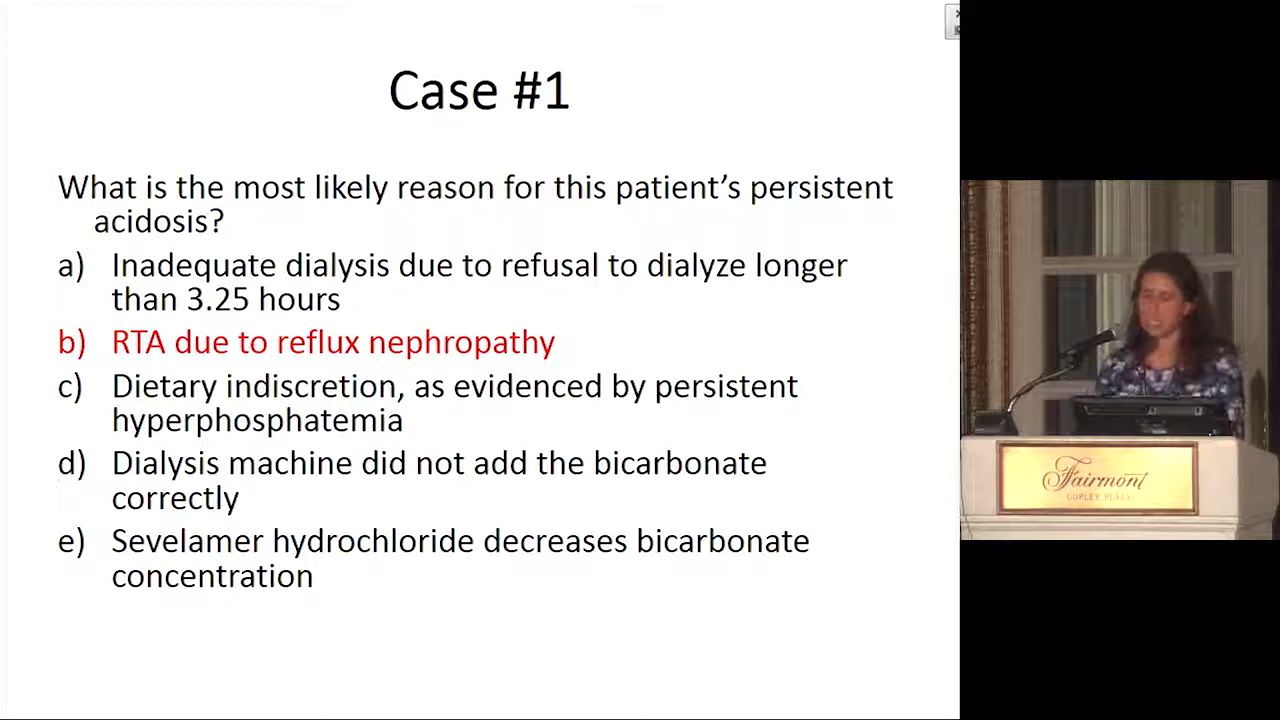 Case #1
What is the most likely reason for this patient’s persistent
acidosis?
a) Inadequate dialysis due to refusal to dialyze longer
than 3.25 hours
b) RTA due to reflux nephropathy
c) Dietary indiscretion, as evidenced by persistent
hyperphosphatemia
d) Dialysis machine did not add the bicarbonate
correctly
e) Sevelamer hydrochloride decreases bicarbonate
concentration
Fairmont
COPLEY PLAZA